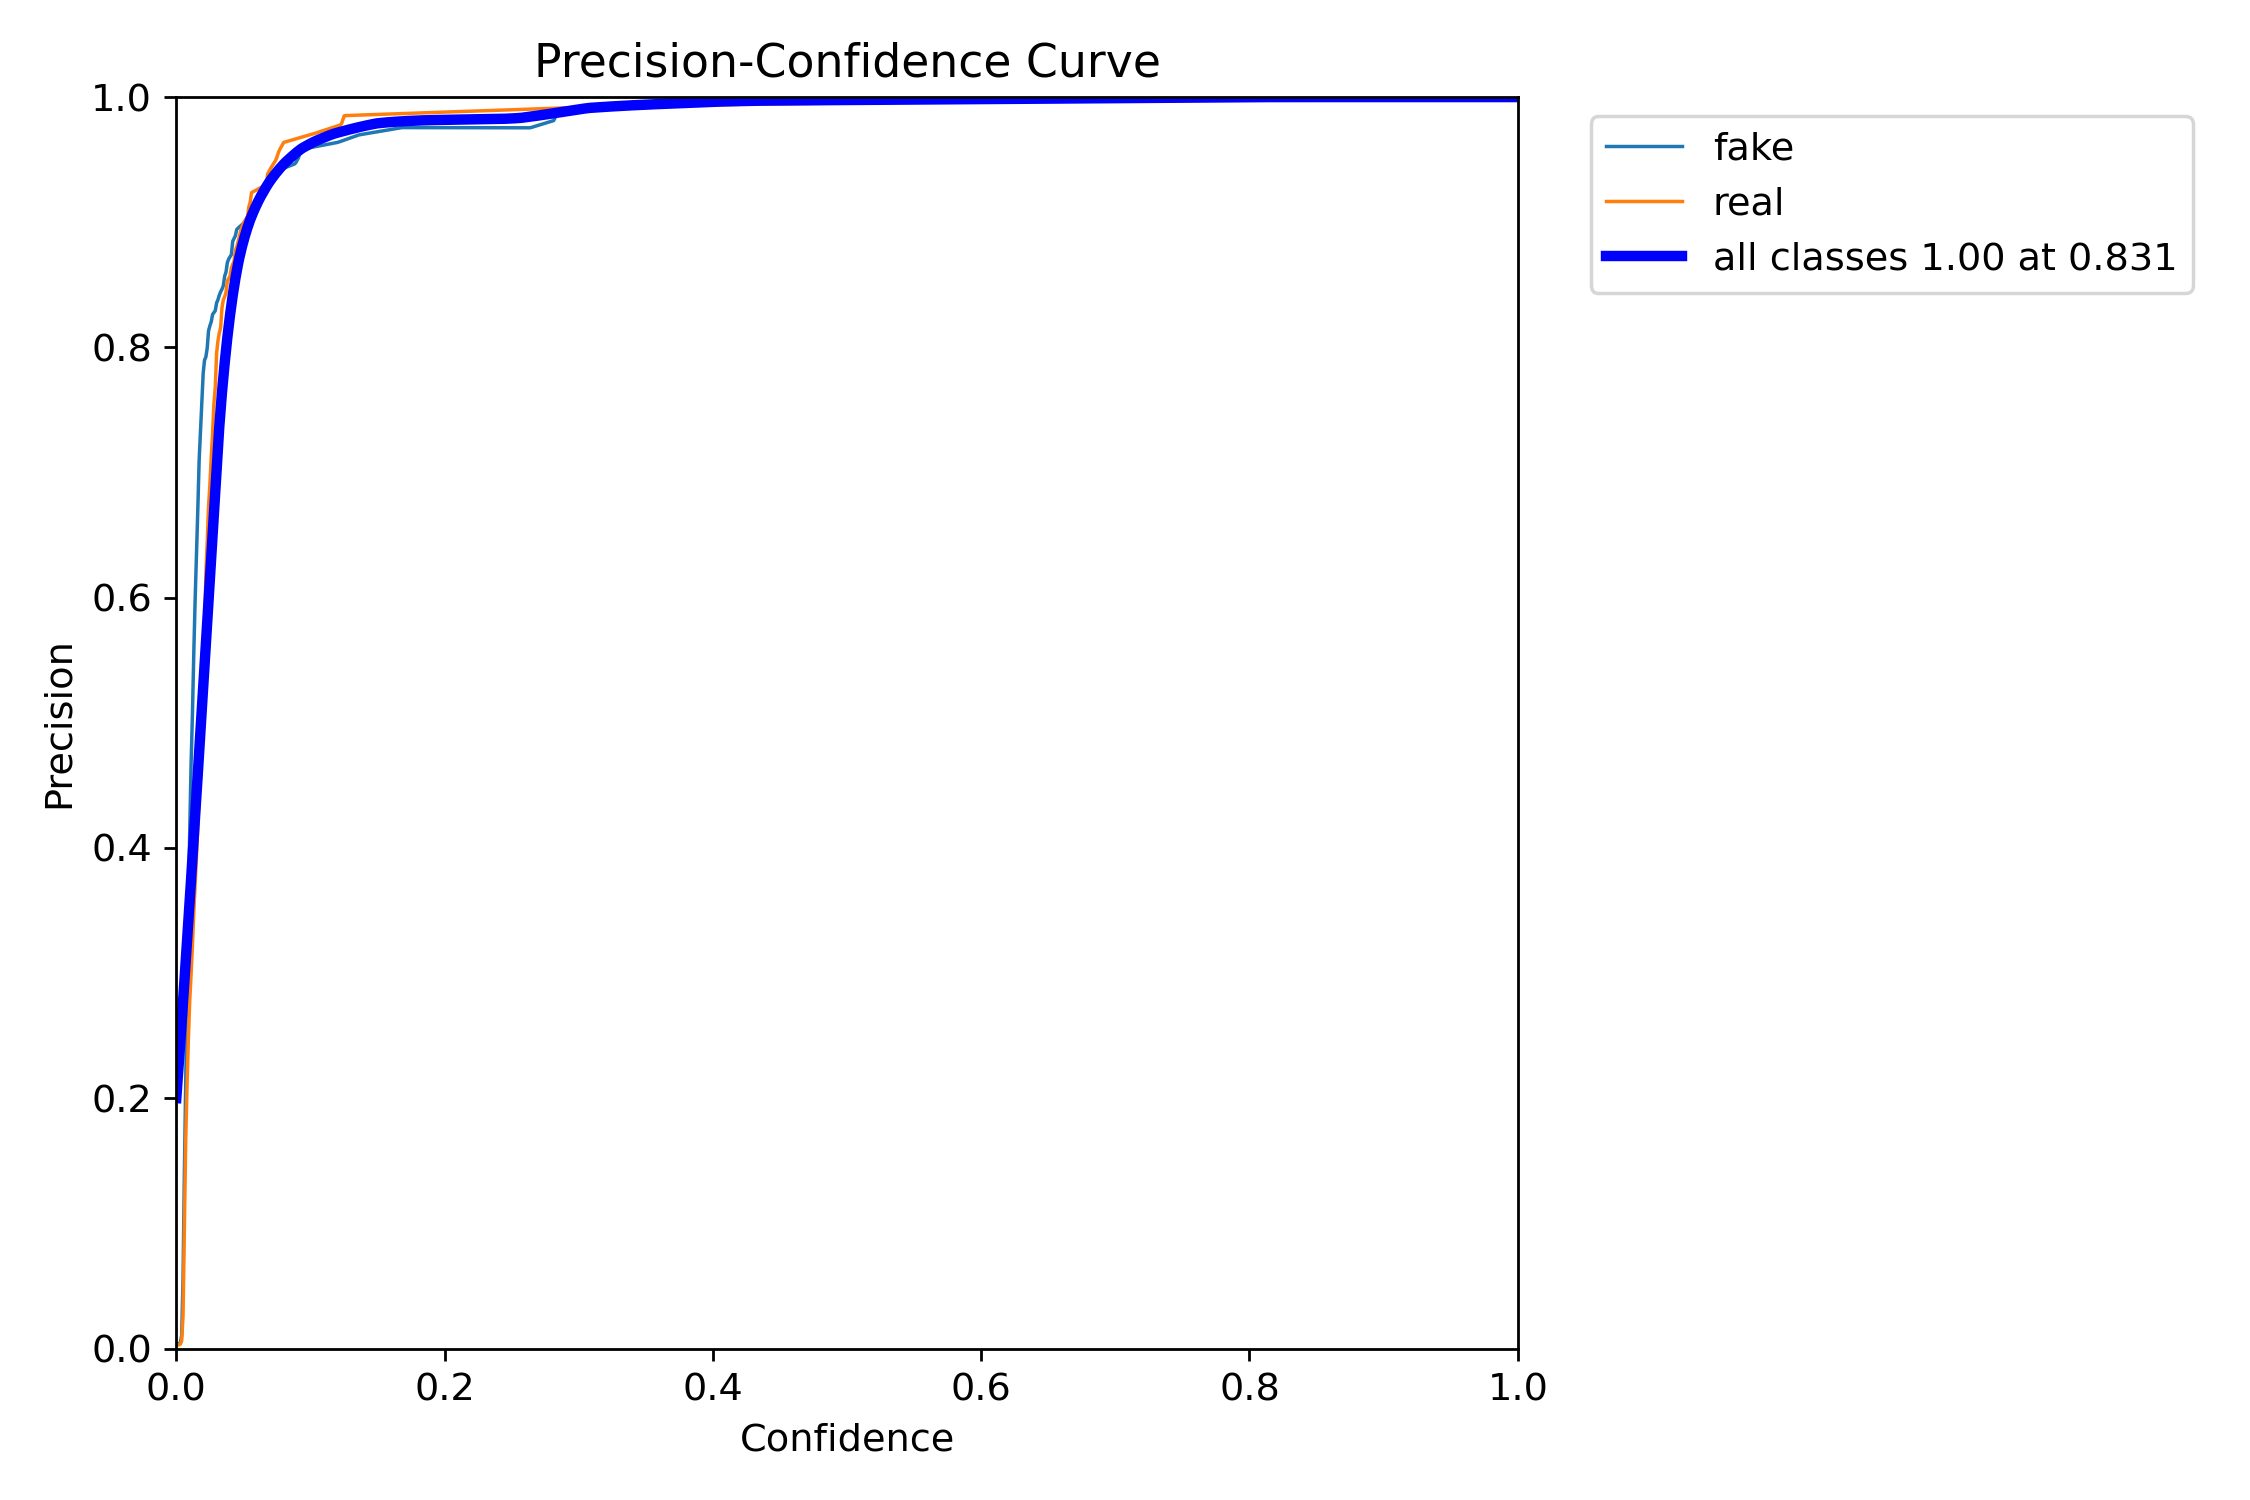 Precision-Confidence Curve
1.0
0.8
0.6
0.4
0.2
0.0
Precision
0.0 0.2 0.4 0.6 0.8 1.0
Confidence
fake
real
all classes 1.00 at 0.831